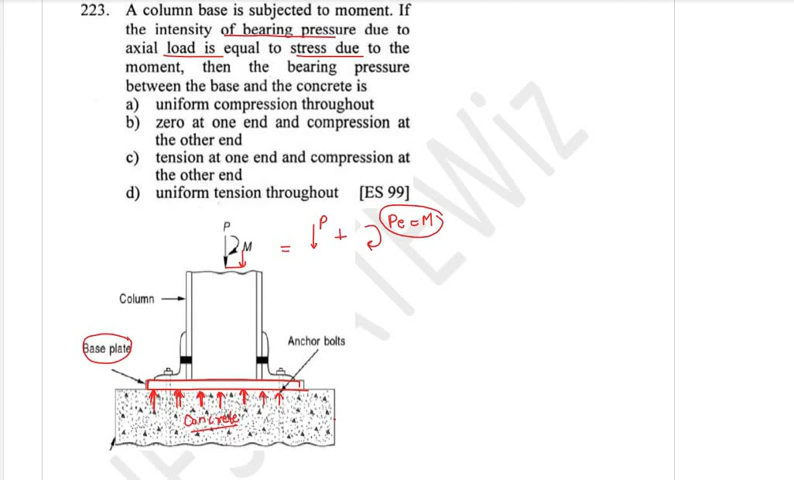 223. A column base is subjected to moment. If
the intensity of bearing pressure due to
axial load is equal to stress due to the
moment, then the bearing pressure
between the base and the concrete is
a) uniform compression throughout
b) zero at one end and compression at
the other end
c) tension at one end and compression at
the other end
d) uniform tension throughout [ES 99]
P
M = P + Pe = M
Column
Anchor bolts
Base plate
Concrete